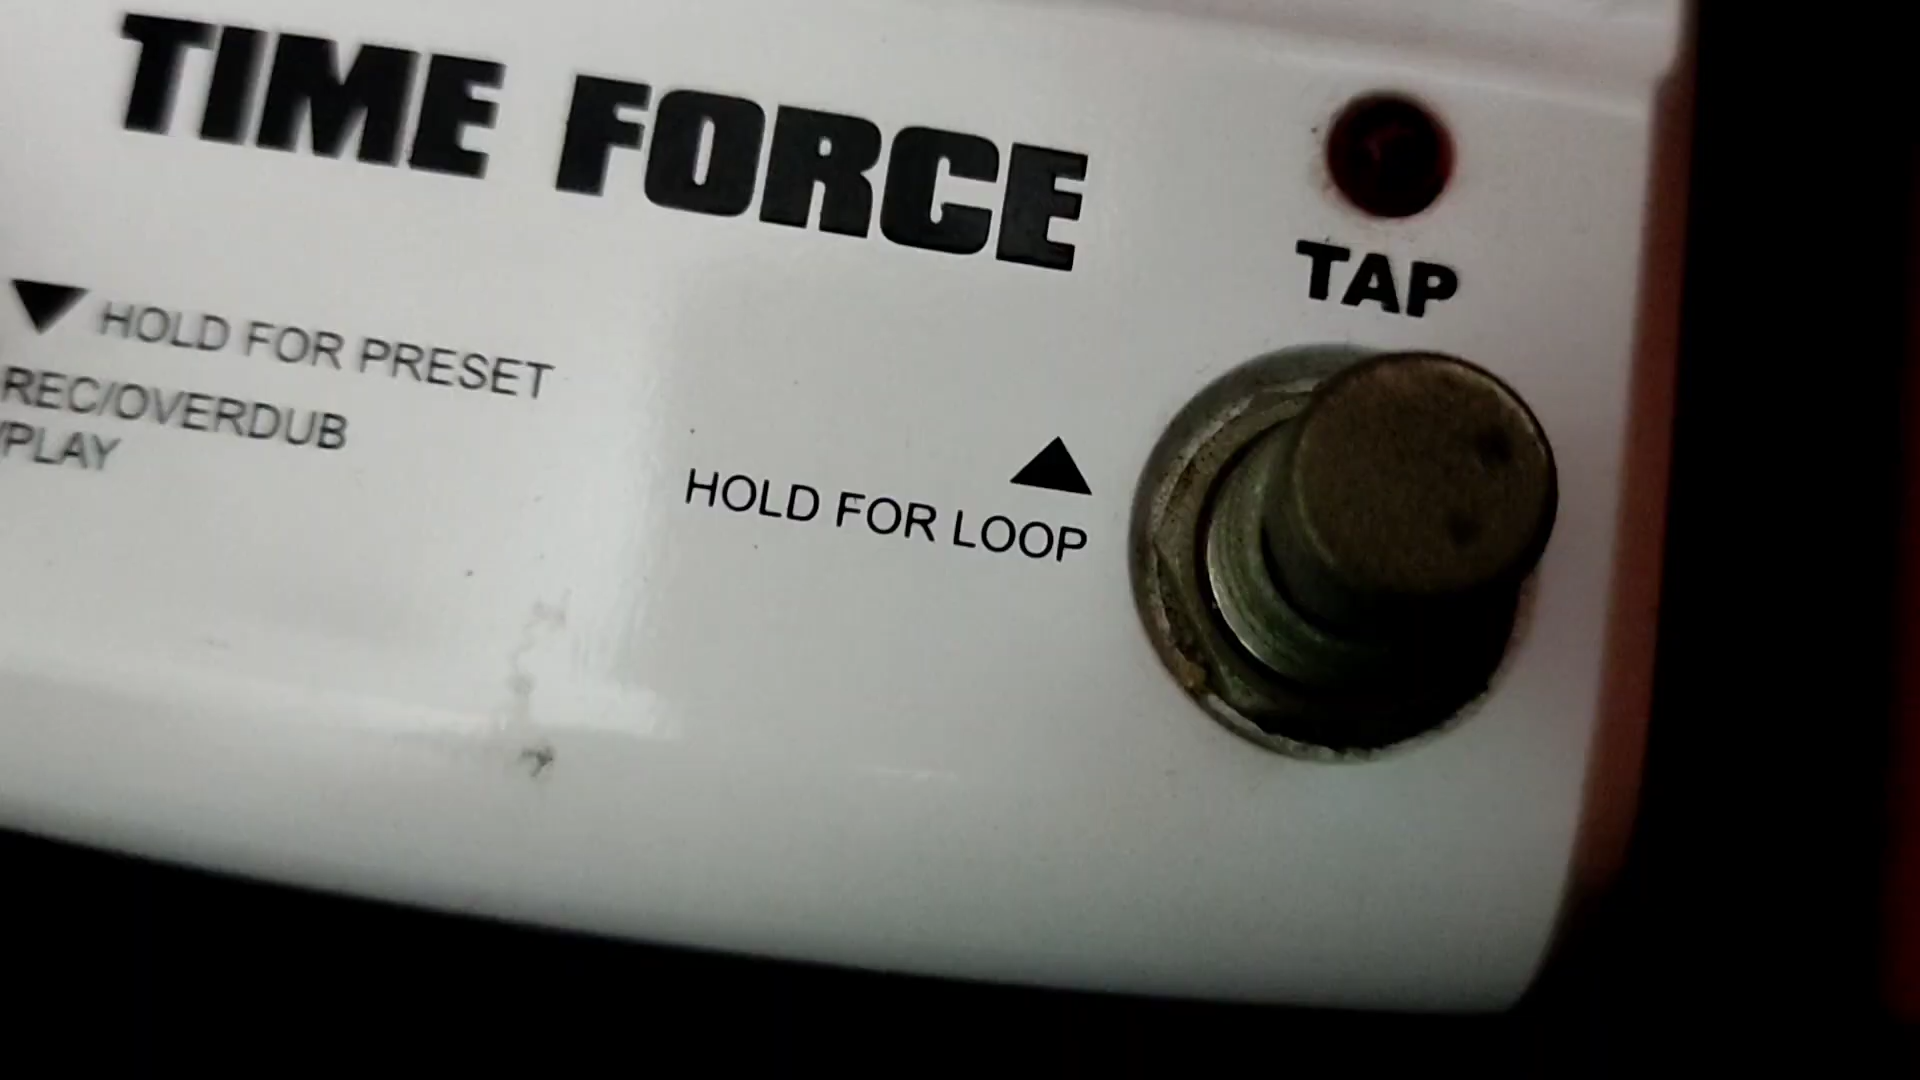 TIME FORCE
TAP
▼ HOLD FOR PRESET
REC/OVERDUB
/PLAY
▲
HOLD FOR LOOP